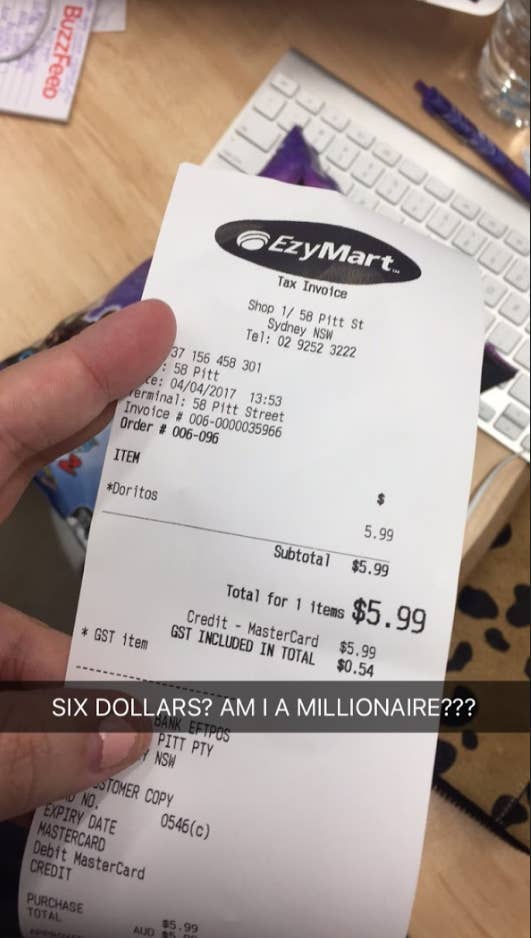 BuzzFeed
EzyMart
Tax Invoice
Shop 1/ 58 Pitt St
Sydney NSW
Tel: 02 9252 3222
37 156 458 301
: 58 Pitt
te: 04/04/2017 13:53
Terminal: 58 Pitt Street
Invoice # 006-0000035966
Order # 006-096
ITEM $
*Doritos 5.99
Subtotal $5.99
Total for 1 items $5.99
Credit - MasterCard $5.99
GST INCLUDED IN TOTAL $0.54
* GST item
SIX DOLLARS? AM I A MILLIONAIRE???
BANK EFTPOS
PITT PTY
NSW
CUSTOMER COPY
NO. 0546(c)
EXPIRY DATE
MASTERCARD
Debit MasterCard
CREDIT
PURCHASE $5.99
TOTAL AUD